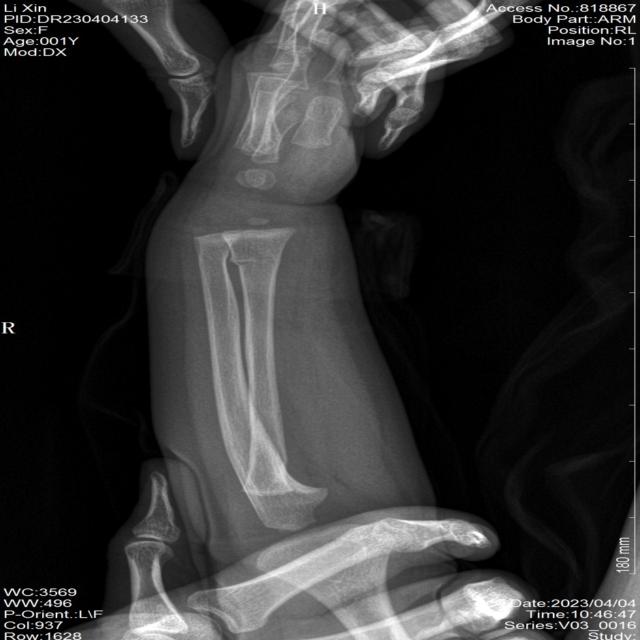 Li Xin
PID:DR230404133
Sex:F
Age:001Y
Mod:DX
H
Access No.:818867
Body Part:ARM
Position:RL
Image No:1
R
180 mm
WC:3569
WW:496
P-Orient.:L\F
Col:937
Row:1628
Date:2023/04/04
Time:10:46:47
Series:V03_0016
Studi